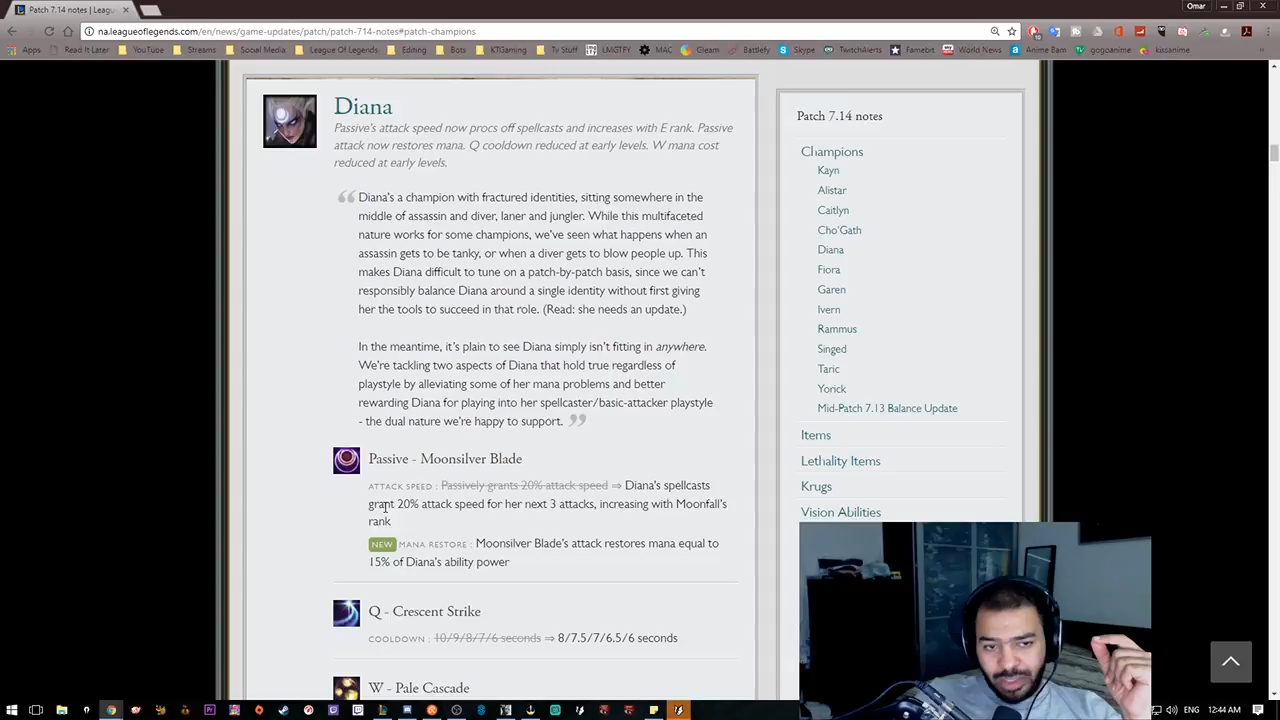 Patch 7.14 notes | Leagu
Omar
na.leagueoflegends.com/en/news/game-updates/patch/patch-714-notes#patch-champions
Apps
Read It Later
YouTube
Streams
Social Media
League Of Legends
Editing
Bots
KTGaming
Tv Stuff
LMGTFY
MAC
Gleam
Battlefy
Skype
TwitchAlerts
Famebit
World News
Anime Bam
gogoanime
kissanime
Diana
Passive's attack speed now procs off spellcasts and increases with E rank. Passive
attack now restores mana. Q cooldown reduced at early levels. W mana cost
reduced at early levels.
Diana's a champion with fractured identities, sitting somewhere in the
middle of assassin and diver, laner and jungler. While this multifaceted
nature works for some champions, we've seen what happens when an
assassin gets to be tanky, or when a diver gets to blow people up. This
makes Diana difficult to tune on a patch-by-patch basis, since we can't
responsibly balance Diana around a single identity without first giving
her the tools to succeed in that role. (Read: she needs an update.)
In the meantime, it's plain to see Diana simply isn't fitting in anywhere.
We're tackling two aspects of Diana that hold true regardless of
playstyle by alleviating some of her mana problems and better
rewarding Diana for playing into her spellcaster/basic-attacker playstyle
- the dual nature we're happy to support.
Passive - Moonsilver Blade
ATTACK SPEED : Passively grants 20% attack speed ⇒ Diana's spellcasts
grant 20% attack speed for her next 3 attacks, increasing with Moonfall's
rank
NEW MANA RESTORE : Moonsilver Blade's attack restores mana equal to
15% of Diana's ability power
Q - Crescent Strike
COOLDOWN : 10/9/8/7/6 seconds ⇒ 8/7.5/7/6.5/6 seconds
W - Pale Cascade
Patch 7.14 notes
Champions
Kayn
Alistar
Caitlyn
Cho'Gath
Diana
Fiora
Garen
Ivern
Rammus
Singed
Taric
Yorick
Mid-Patch 7.13 Balance Update
Items
Lethality Items
Krugs
Vision Abilities
12:44 AM